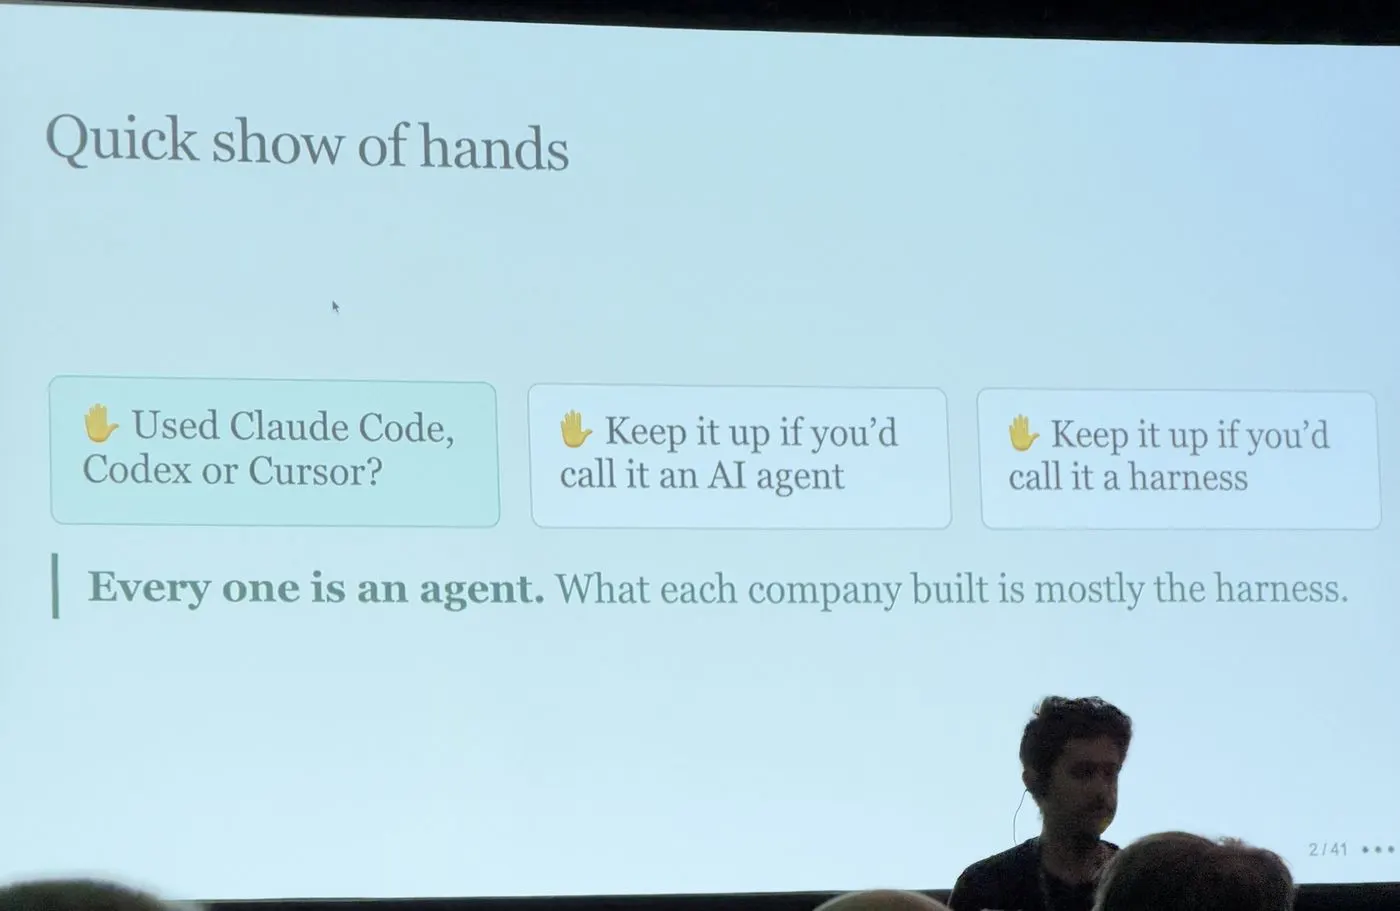 Quick show of hands
✋ Used Claude Code,
Codex or Cursor?
✋ Keep it up if you’d
call it an AI agent
✋ Keep it up if you’d
call it a harness
Every one is an agent. What each company built is mostly the harness.
2 / 41